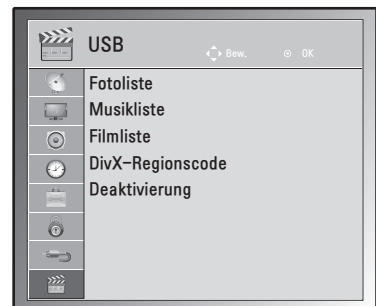 USB
Bew. OK
Fotoliste
Musikliste
Filmliste
DivX-Regionscode
Deaktivierung